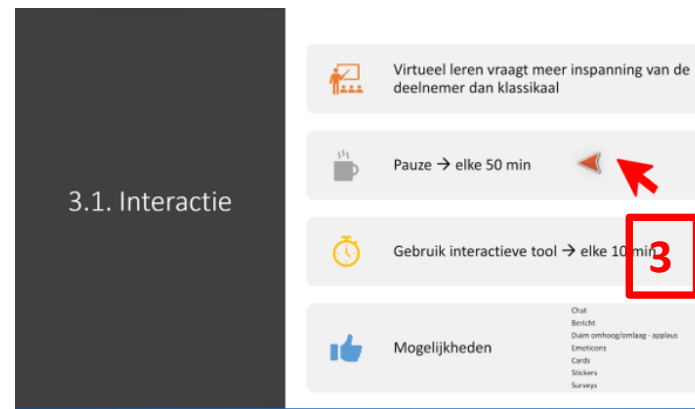 3.1. Interactie
Virtueel leren vraagt meer inspanning van de
deelnemer dan klassikaal
Pauze → elke 50 min
Gebruik interactieve tool → elke 10 min
3
Mogelijkheden
Chat
Bericht
Duim omhoog/omlaag - applaus
Emoticons
Cards
Stickers
Surveys